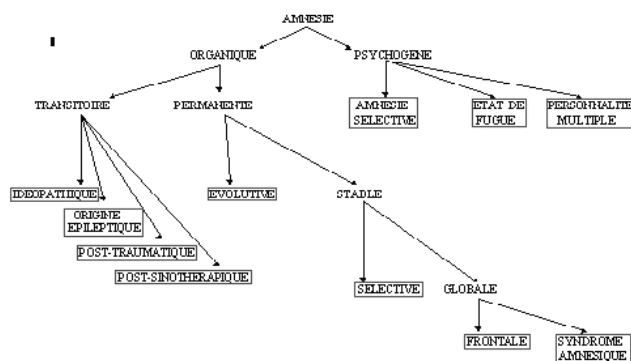 AMNESIE
ORGANIQUE PSYCHOGENE
TRANSITOIRE PERMANENTE AMNESIE SELECTIVE ETAT DE FUGUE PERSONNALITE MULTIPLE
IDEOPATHIQUE EVOLUTIVE STABLE
ORIGINE EPILEPTIQUE
POST-TRAUMATIQUE
POST-SINOTHERAPIQUE SELECTIVE GLOBALE
FRONTALE SYNDROME AMNESIQUE